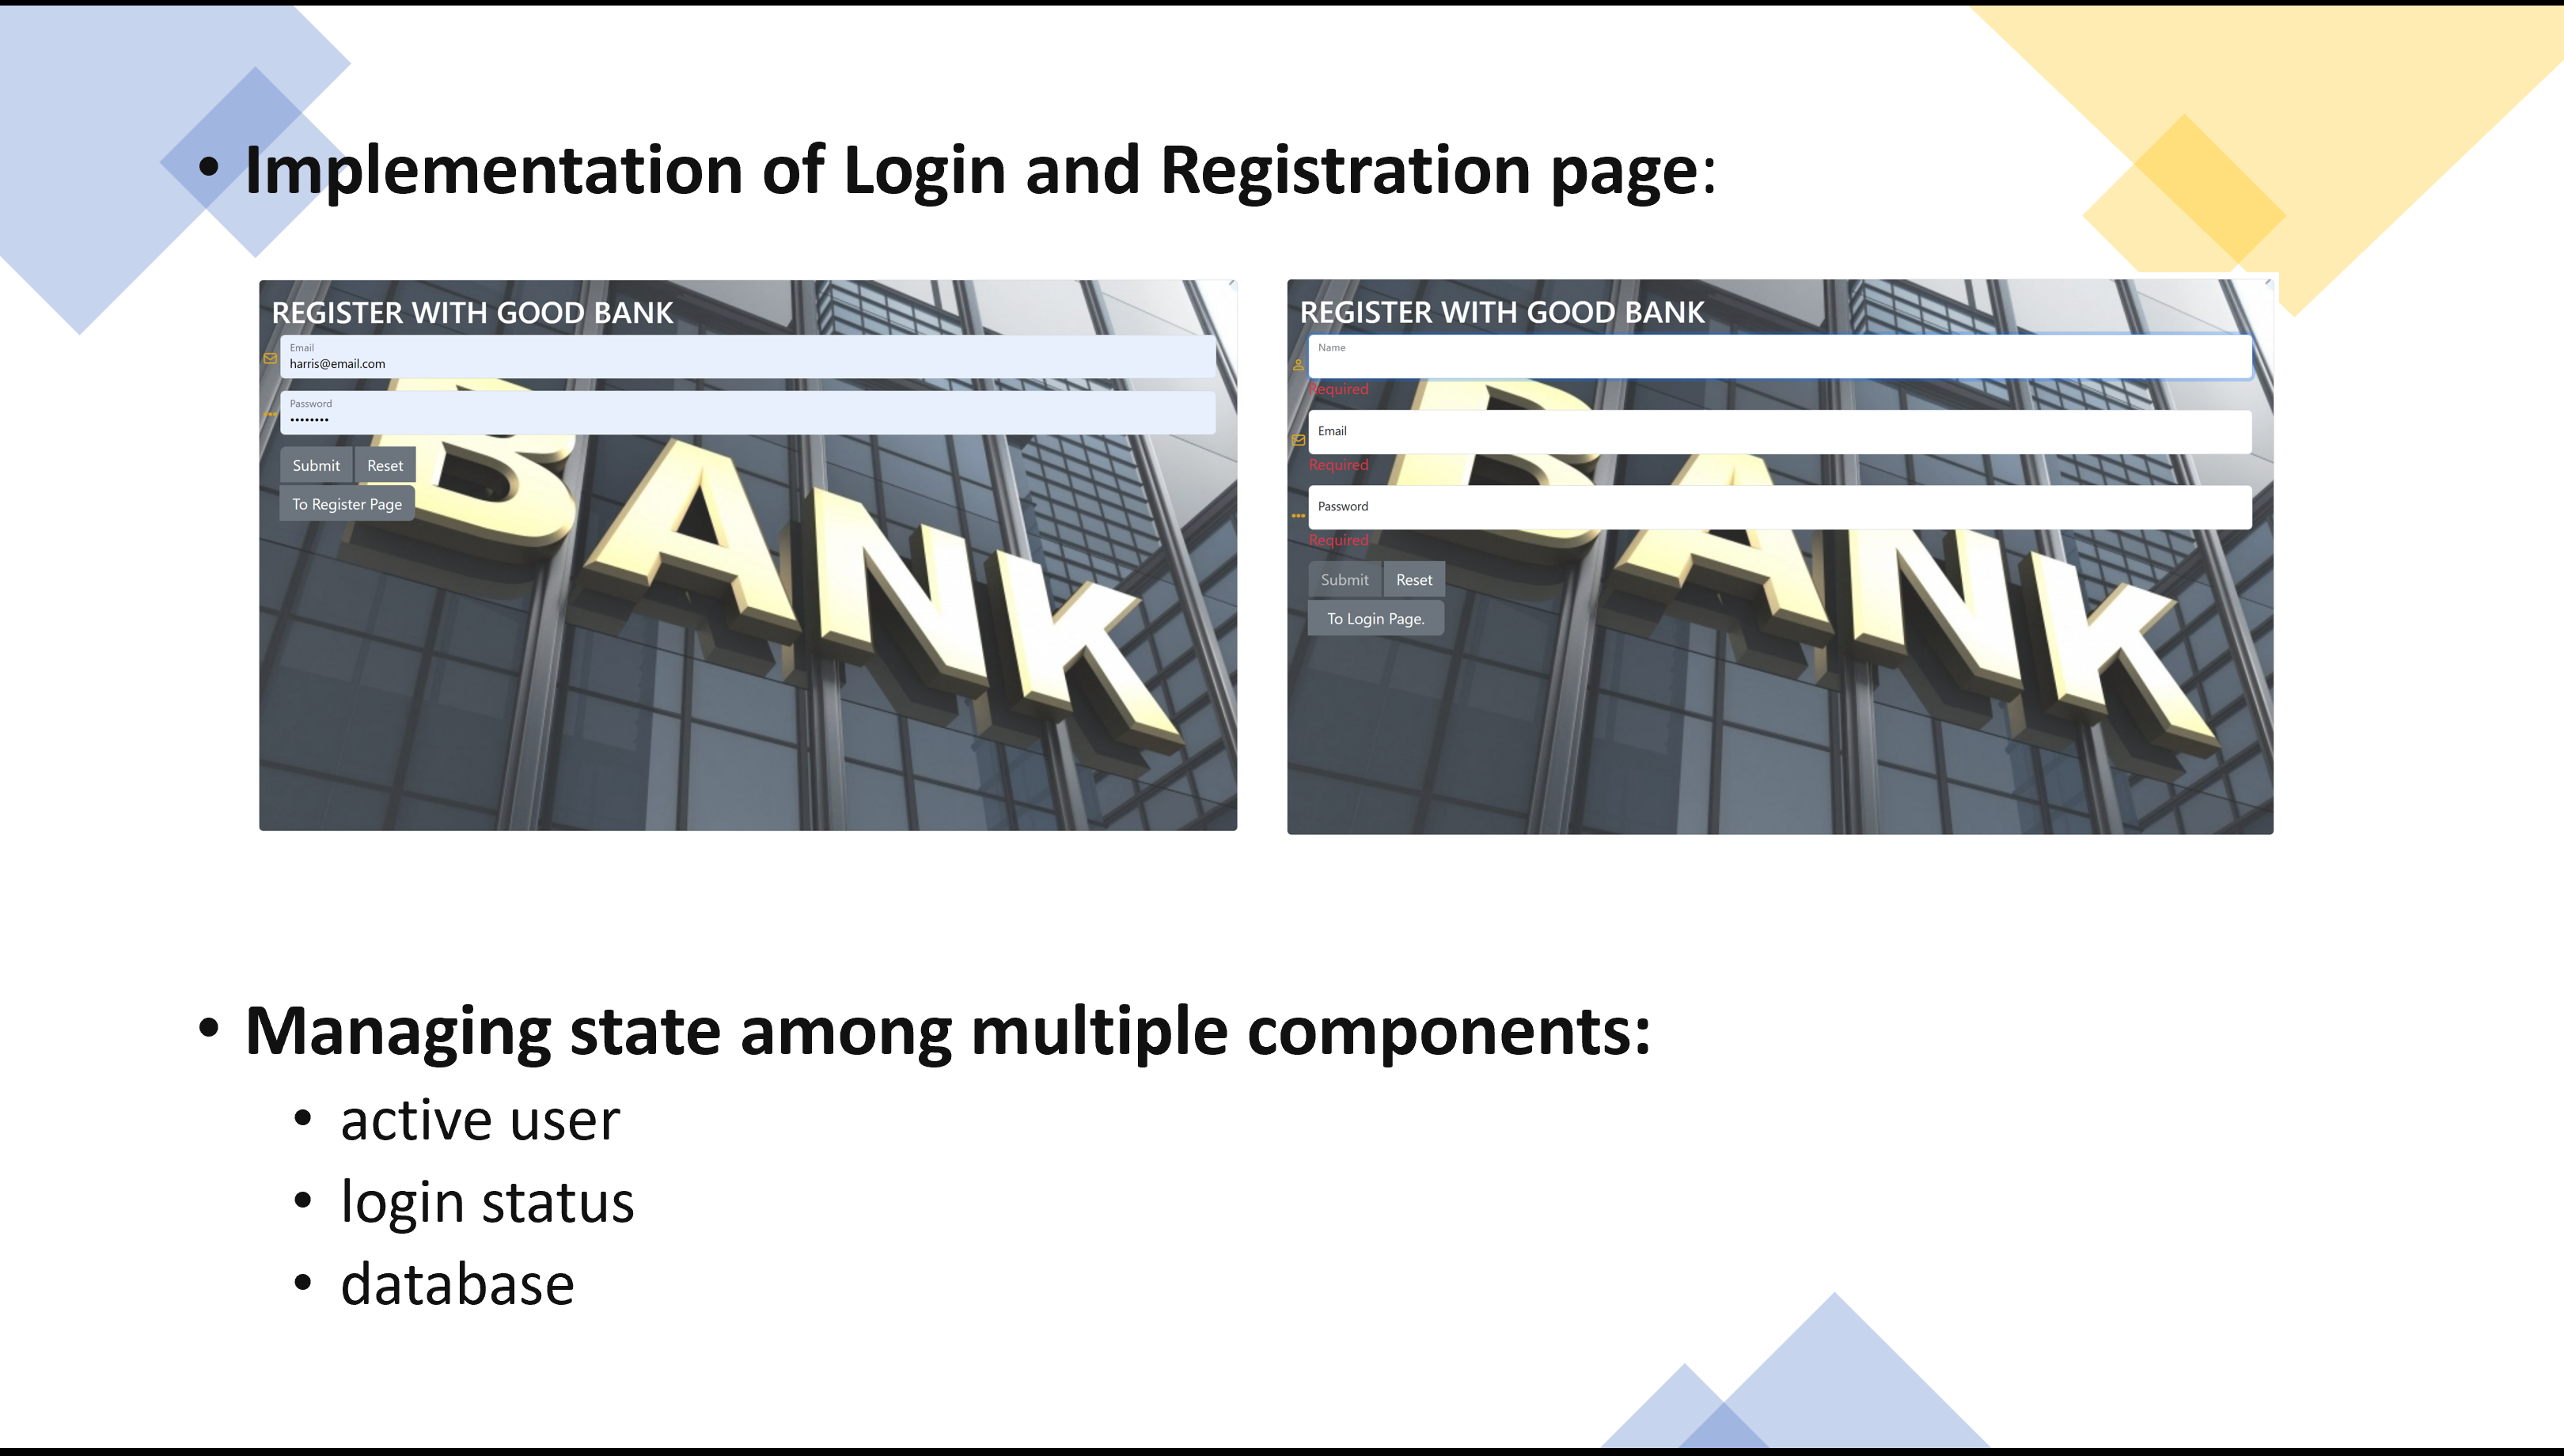 • Implementation of Login and Registration page:
REGISTER WITH GOOD BANK
Email
harris@email.com
Password
••••••••
Submit Reset
To Register Page
BANK
REGISTER WITH GOOD BANK
Name
Required
Email
Required
Password
Required
Submit Reset
To Login Page.
BANK
• Managing state among multiple components:
• active user
• login status
• database